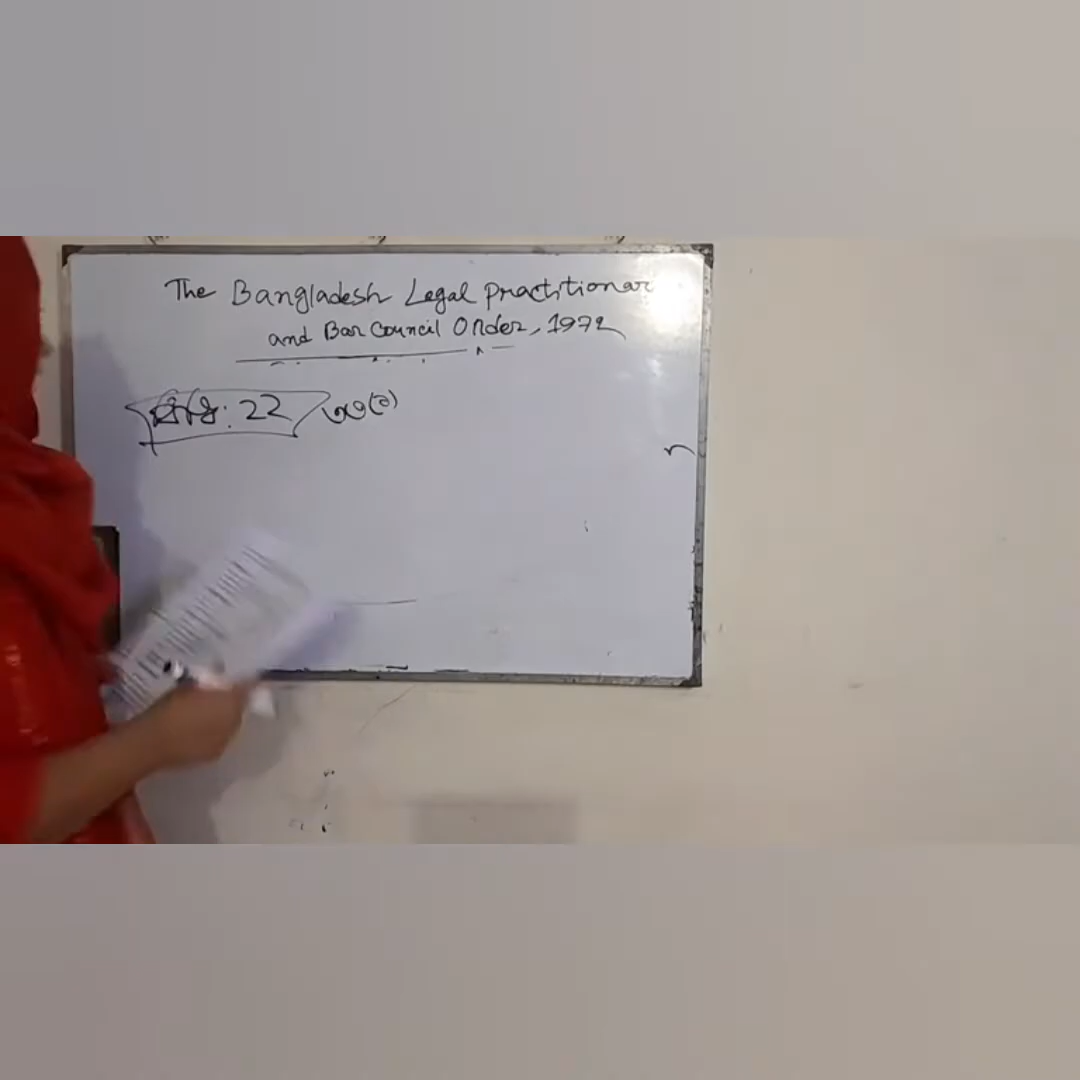 The Bangladesh Legal Practitionar
and Bar Council Order, 1972
বিধি: 22